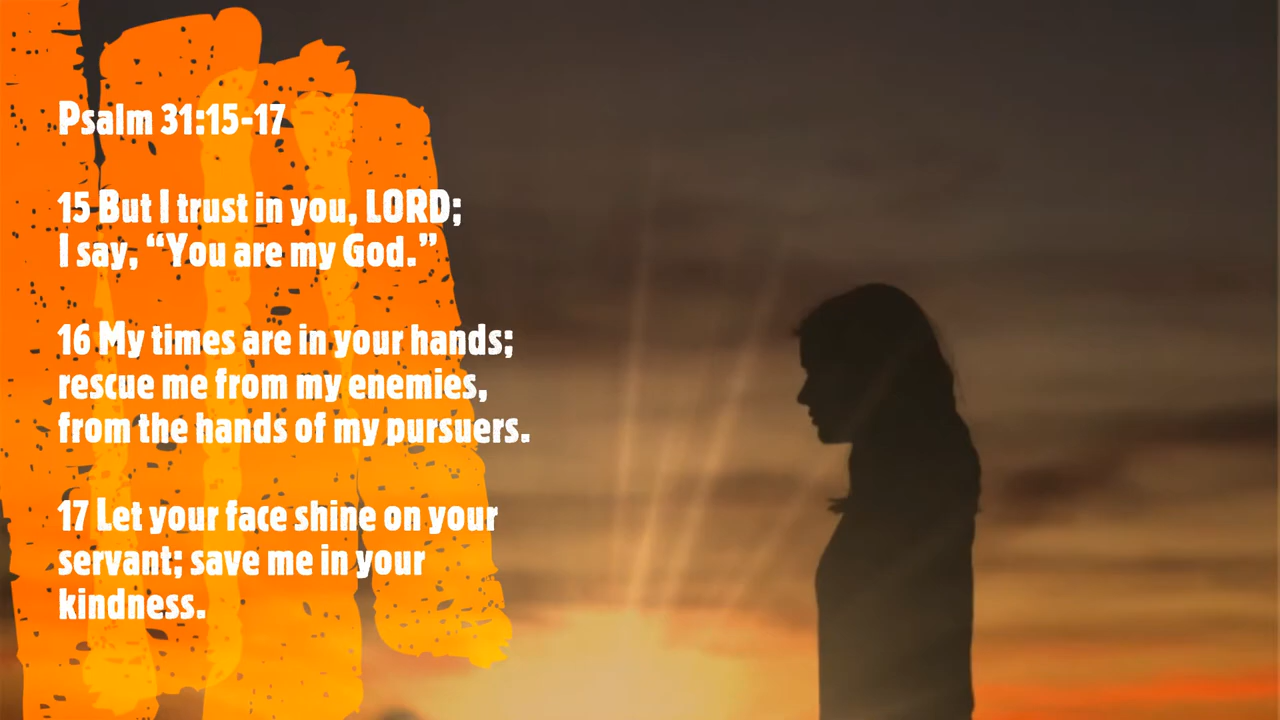 Psalm 31:15-17
15 But I trust in you, LORD;
I say, “You are my God.”
16 My times are in your hands;
rescue me from my enemies,
from the hands of my pursuers.
17 Let your face shine on your
servant; save me in your
kindness.